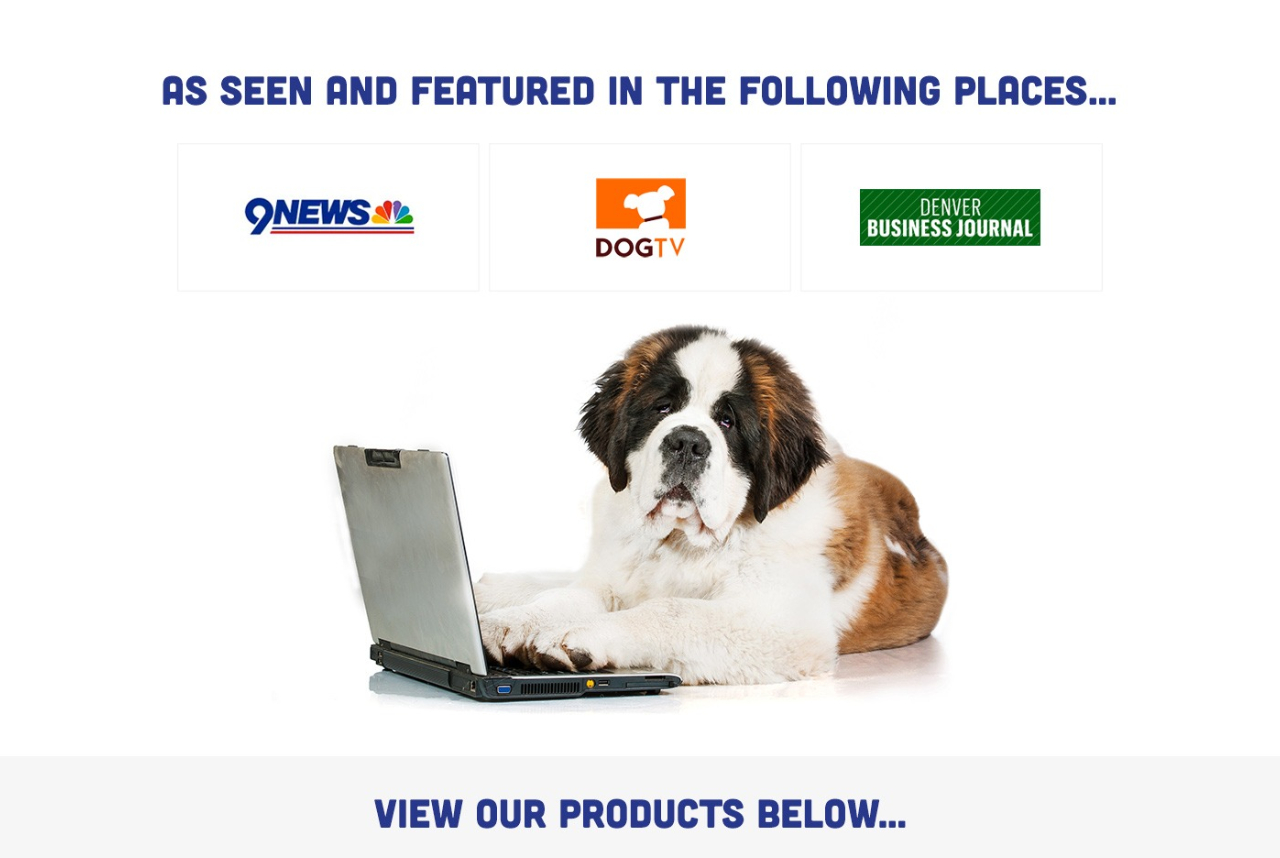 AS SEEN AND FEATURED IN THE FOLLOWING PLACES...
9NEWS
DOGTV
DENVER
BUSINESS JOURNAL
VIEW OUR PRODUCTS BELOW...